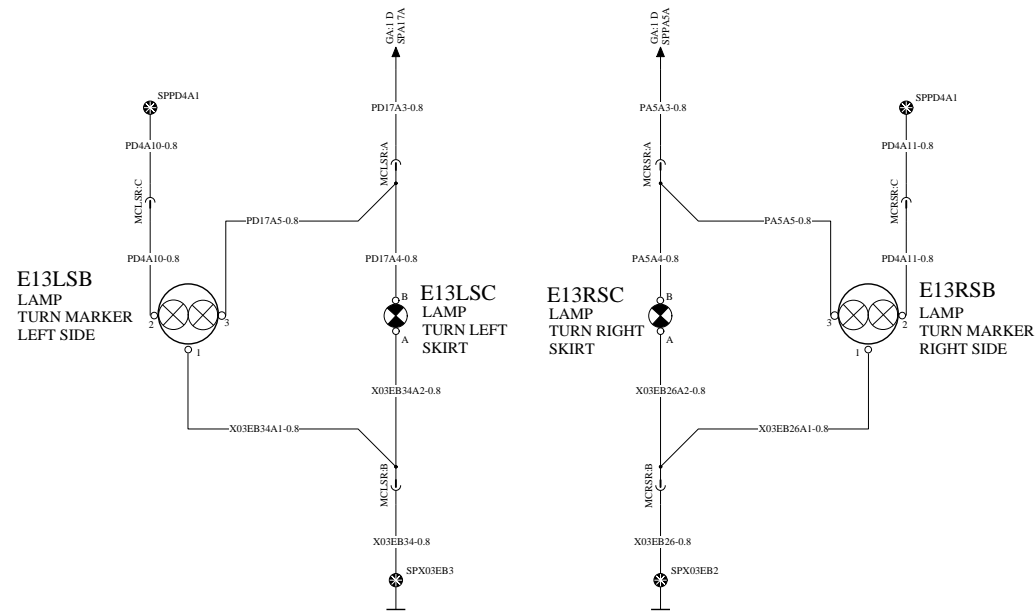 GA:1 D
SPA17A
GA:1 D
SPPA5A
SPPD4A1
SPPD4A1
PD17A3-0.8
PA5A3-0.8
PD4A10-0.8
PD4A11-0.8
MCLSR:A
MCRSR:A
MCLSR:C
MCRSR:C
PD17A5-0.8
PA5A5-0.8
PD4A10-0.8
PD17A4-0.8
PA5A4-0.8
PD4A11-0.8
E13LSB
LAMP
TURN MARKER
LEFT SIDE
2
3
1
B
A
E13LSC
LAMP
TURN LEFT
SKIRT
E13RSC
LAMP
TURN RIGHT
SKIRT
B
A
3
2
1
E13RSB
LAMP
TURN MARKER
RIGHT SIDE
X03EB34A2-0.8
X03EB26A2-0.8
X03EB34A1-0.8
X03EB26A1-0.8
MCLSR:B
MCRSR:B
X03EB34-0.8
X03EB26-0.8
SPX03EB3
SPX03EB2